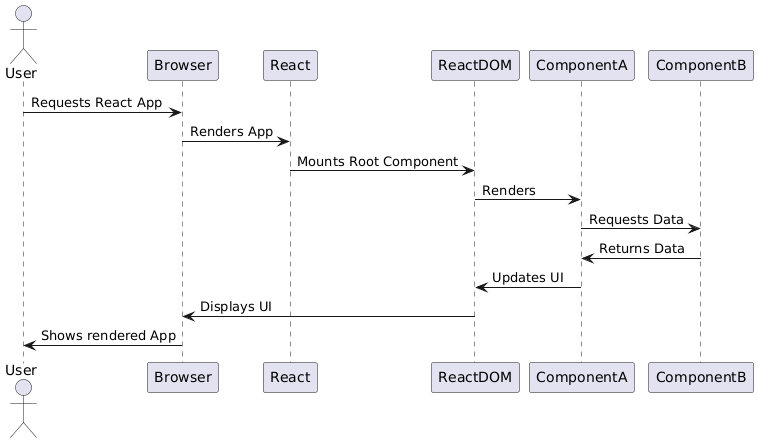 User
Browser
React
ReactDOM
ComponentA
ComponentB
Requests React App
Renders App
Mounts Root Component
Renders
Requests Data
Returns Data
Updates UI
Displays UI
Shows rendered App
User
Browser
React
ReactDOM
ComponentA
ComponentB